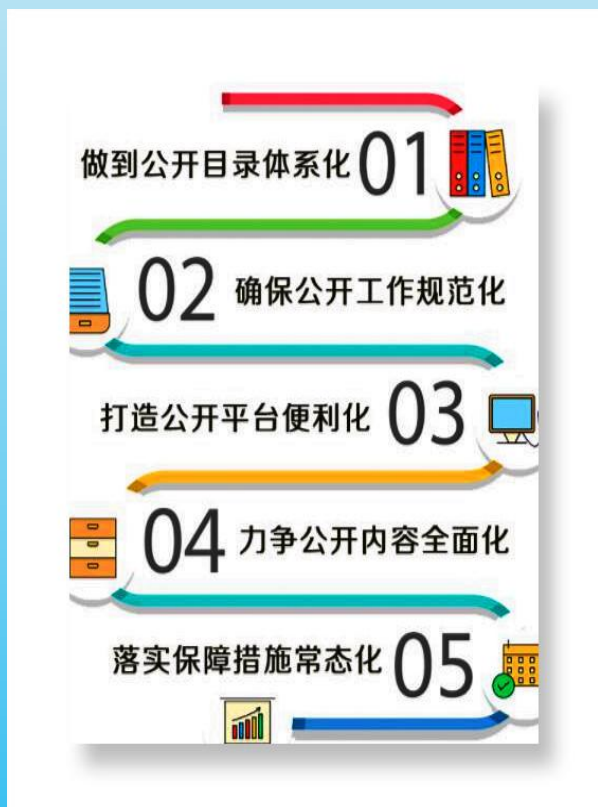 做到公开目录体系化 01
02 确保公开工作规范化
打造公开平台便利化 03
04 力争公开内容全面化
落实保障措施常态化 05